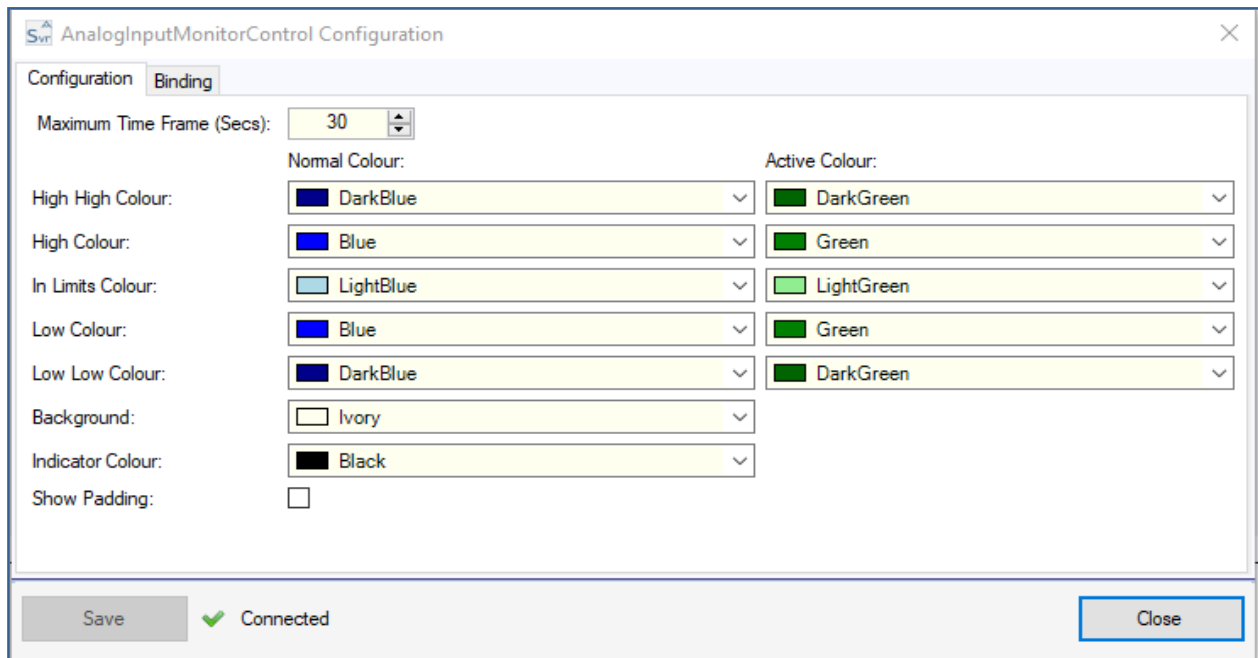 Svr AnalogInputMonitorControl Configuration
Configuration Binding
Maximum Time Frame (Secs): 30
Normal Colour: Active Colour:
High High Colour: DarkBlue DarkGreen
High Colour: Blue Green
In Limits Colour: LightBlue LightGreen
Low Colour: Blue Green
Low Low Colour: DarkBlue DarkGreen
Background: Ivory
Indicator Colour: Black
Show Padding:
Save Connected Close